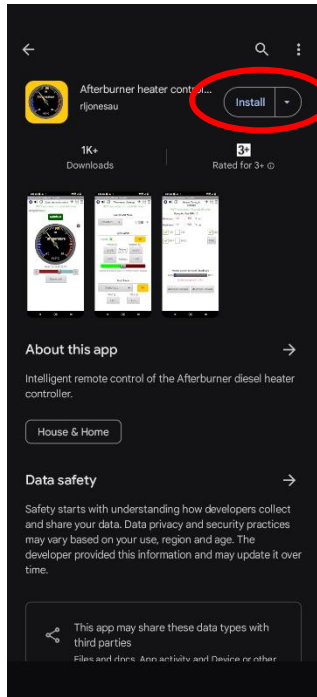 Afterburner heater control...
rljonesau
Install
1K+
Downloads
3+
Rated for 3+
About this app
Intelligent remote control of the Afterburner diesel heater
controller.
House & Home
Data safety
Safety starts with understanding how developers collect
and share your data. Data privacy and security practices
may vary based on your use, region and age. The
developer provided this information and may update it over
time.
This app may share these data types with
third parties
Files and docs, App activity and Device or other